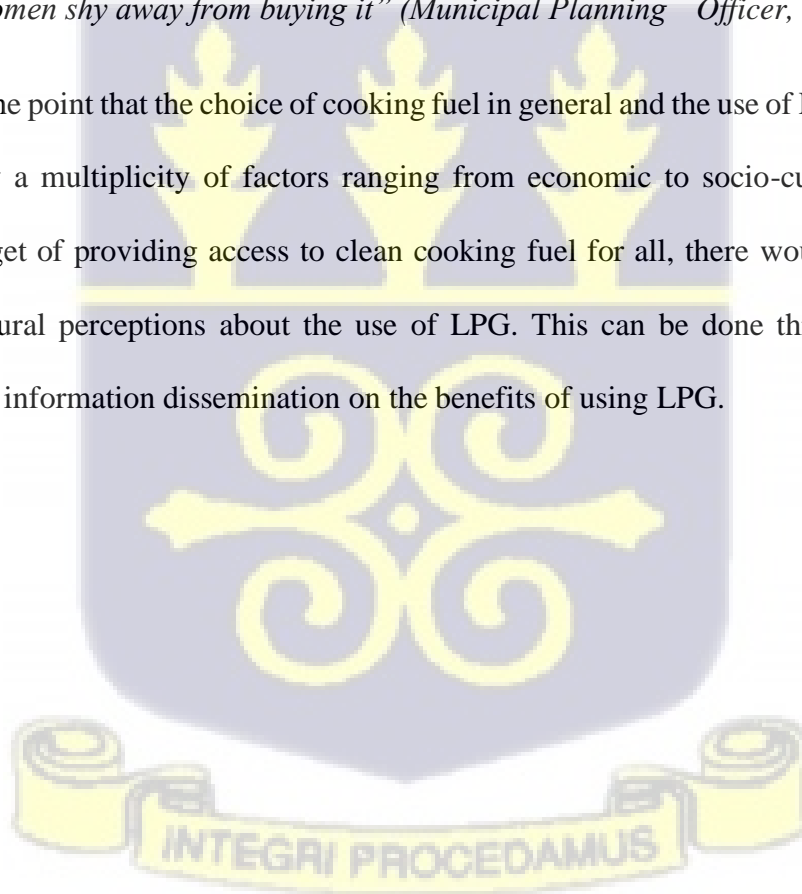 omen shy away from buying it” (Municipal Planning Officer,
ne point that the choice of cooking fuel in general and the use of
a multiplicity of factors ranging from economic to socio-cu
get of providing access to clean cooking fuel for all, there wou
ural perceptions about the use of LPG. This can be done th
information dissemination on the benefits of using LPG.
INTEGRI PROCEDAMUS